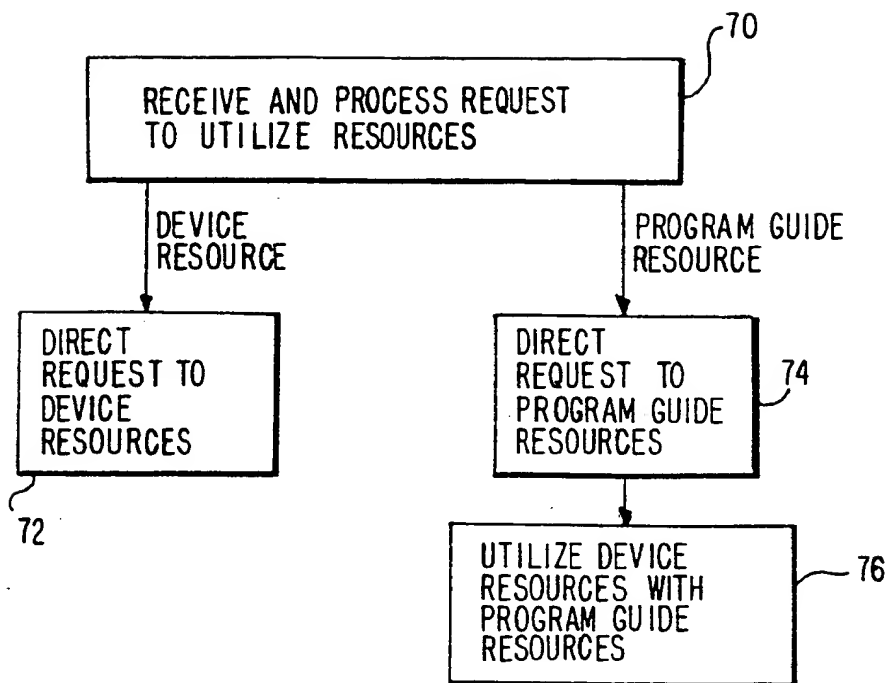 70
RECEIVE AND PROCESS REQUEST
TO UTILIZE RESOURCES
DEVICE
RESOURCE
PROGRAM GUIDE
RESOURCE
DIRECT
REQUEST TO
DEVICE
RESOURCES
72
DIRECT
REQUEST TO
PROGRAM GUIDE
RESOURCES
74
UTILIZE DEVICE
RESOURCES WITH
PROGRAM GUIDE
RESOURCES
76